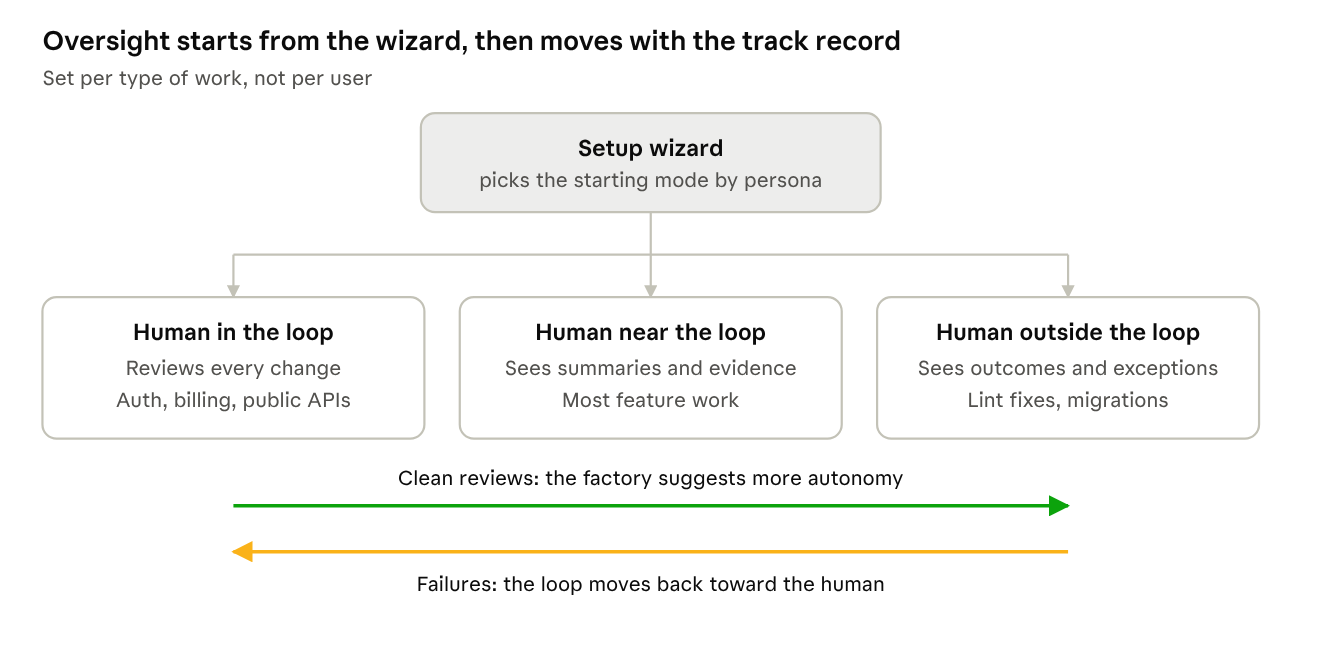 Oversight starts from the wizard, then moves with the track record
Set per type of work, not per user
Setup wizard
picks the starting mode by persona
Human in the loop
Reviews every change
Auth, billing, public APIs
Human near the loop
Sees summaries and evidence
Most feature work
Human outside the loop
Sees outcomes and exceptions
Lint fixes, migrations
Clean reviews: the factory suggests more autonomy
Failures: the loop moves back toward the human